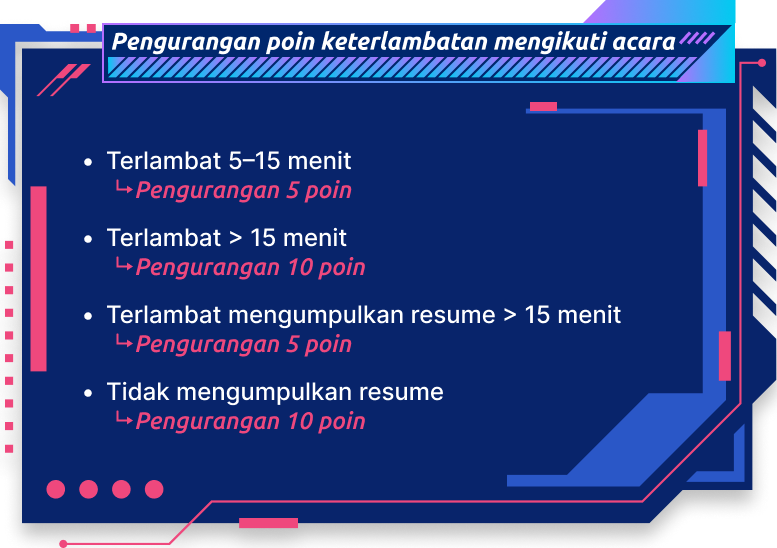 Pengurangan poin keterlambatan mengikuti acara
• Terlambat 5–15 menit
↳Pengurangan 5 poin
• Terlambat > 15 menit
↳Pengurangan 10 poin
• Terlambat mengumpulkan resume > 15 menit
↳Pengurangan 5 poin
• Tidak mengumpulkan resume
↳Pengurangan 10 poin